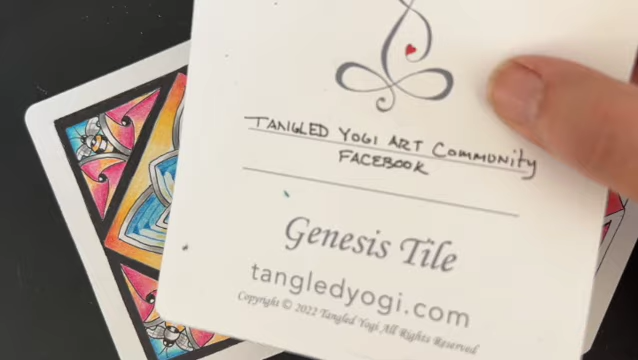 TANGLED YOGI ART COMMUNITY
FACEBOOK
Genesis Tile
tangledyogi.com
Copyright © 2022 Tangled Yogi All Rights Reserved